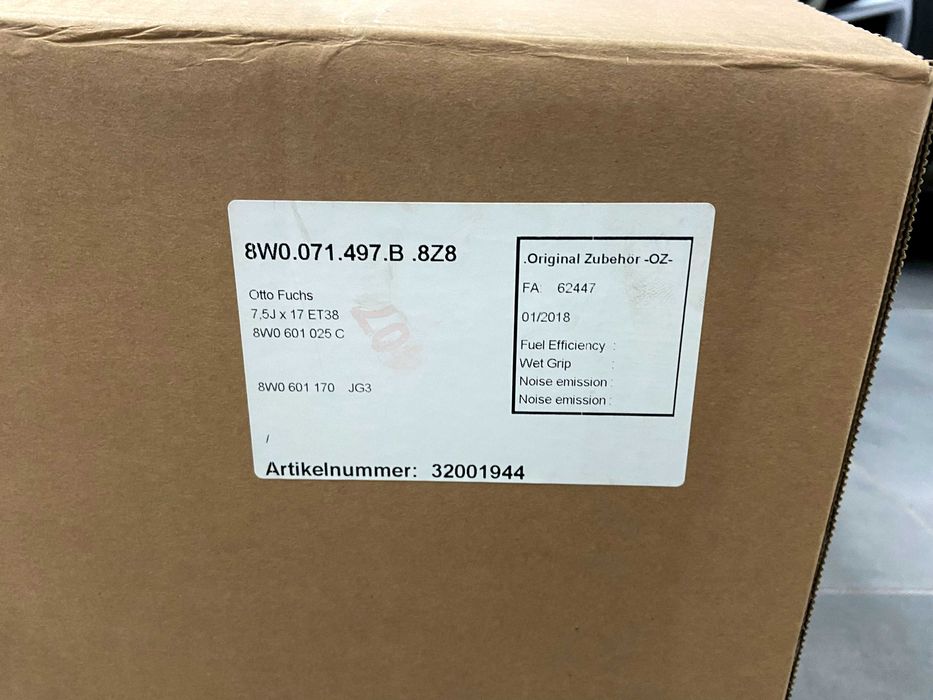 8W0.071.497.B .8Z8
Otto Fuchs
7,5J x 17 ET38
8W0 601 025 C
8W0 601 170 JG3
/
Artikelnummer: 32001944
.Original Zubehör -OZ-
FA: 62447
01/2018
Fuel Efficiency :
Wet Grip :
Noise emission :
Noise emission :